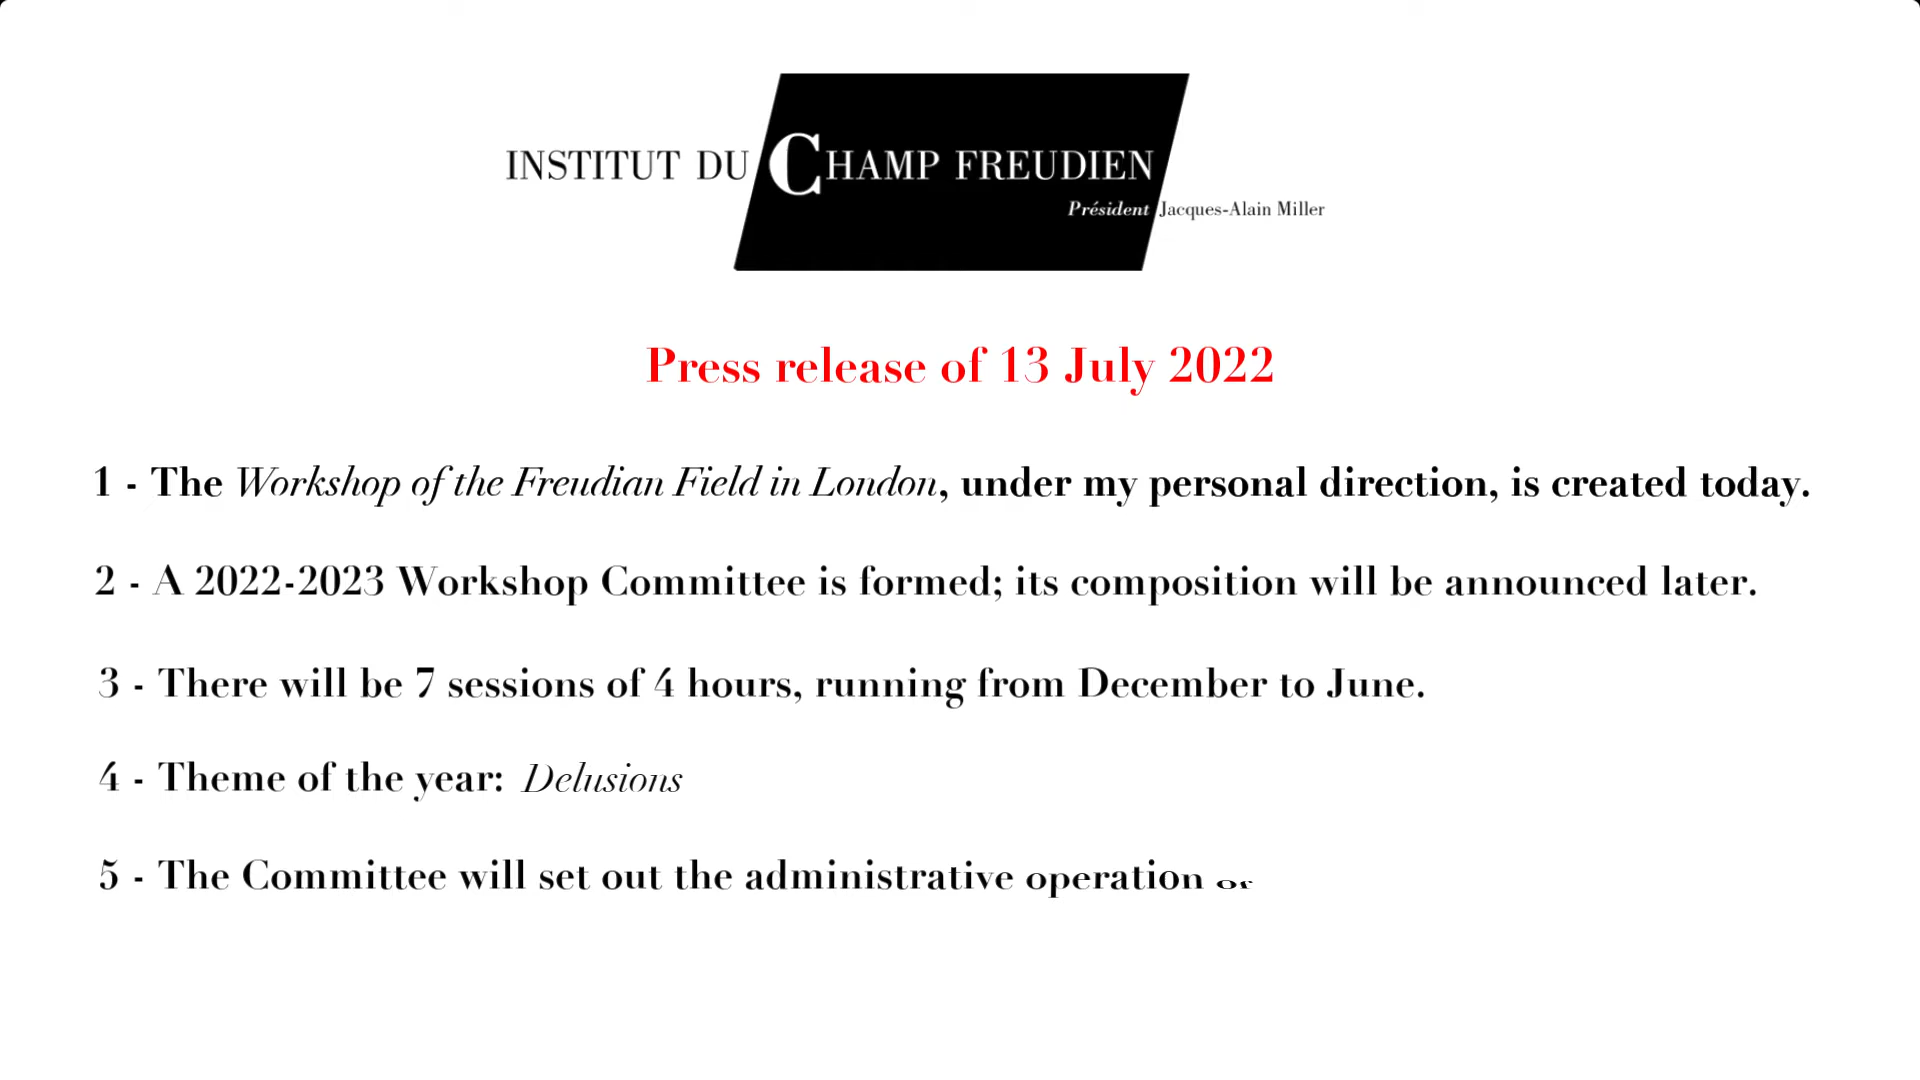 INSTITUT DU CHAMP FREUDIEN
Président Jacques-Alain Miller
Press release of 13 July 2022
1 - The Workshop of the Freudian Field in London, under my personal direction, is created today.
2 - A 2022-2023 Workshop Committee is formed; its composition will be announced later.
3 - There will be 7 sessions of 4 hours, running from December to June.
4 - Theme of the year: Delusions
5 - The Committee will set out the administrative operation